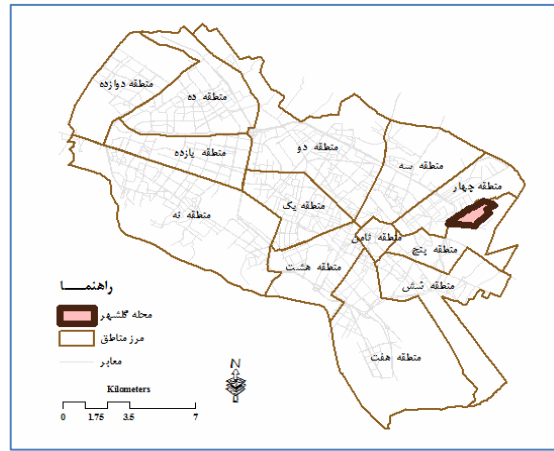 منطقه دوازده
منطقه ده
منطقه دو
منطقه یازده
منطقه سه
منطقه چهار
منطقه یک
منطقه نه
منطقه ثامن
منطقه پنج
منطقه هشت
منطقه شش
منطقه هفت
راهنمــا
محله گلشهر
مرز مناطق
معابر
N
Kilometers
0 1.75 3.5 7